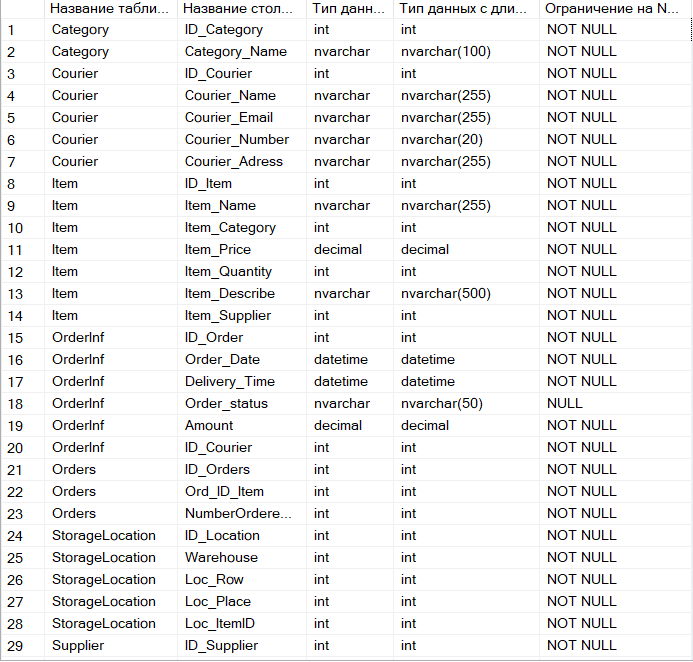 Название табли... Название стол... Тип данн... Тип данных с дли... Ограничение на N...
1 Category ID_Category int int NOT NULL
2 Category Category_Name nvarchar nvarchar(100) NOT NULL
3 Courier ID_Courier int int NOT NULL
4 Courier Courier_Name nvarchar nvarchar(255) NOT NULL
5 Courier Courier_Email nvarchar nvarchar(255) NOT NULL
6 Courier Courier_Number nvarchar nvarchar(20) NOT NULL
7 Courier Courier_Adress nvarchar nvarchar(255) NOT NULL
8 Item ID_Item int int NOT NULL
9 Item Item_Name nvarchar nvarchar(255) NOT NULL
10 Item Item_Category int int NOT NULL
11 Item Item_Price decimal decimal NOT NULL
12 Item Item_Quantity int int NOT NULL
13 Item Item_Describe nvarchar nvarchar(500) NOT NULL
14 Item Item_Supplier int int NOT NULL
15 OrderInf ID_Order int int NOT NULL
16 OrderInf Order_Date datetime datetime NOT NULL
17 OrderInf Delivery_Time datetime datetime NOT NULL
18 OrderInf Order_status nvarchar nvarchar(50) NULL
19 OrderInf Amount decimal decimal NOT NULL
20 OrderInf ID_Courier int int NOT NULL
21 Orders ID_Orders int int NOT NULL
22 Orders Ord_ID_Item int int NOT NULL
23 Orders NumberOrdere... int int NOT NULL
24 StorageLocation ID_Location int int NOT NULL
25 StorageLocation Warehouse int int NOT NULL
26 StorageLocation Loc_Row int int NOT NULL
27 StorageLocation Loc_Place int int NOT NULL
28 StorageLocation Loc_ItemID int int NOT NULL
29 Supplier ID_Supplier int int NOT NULL